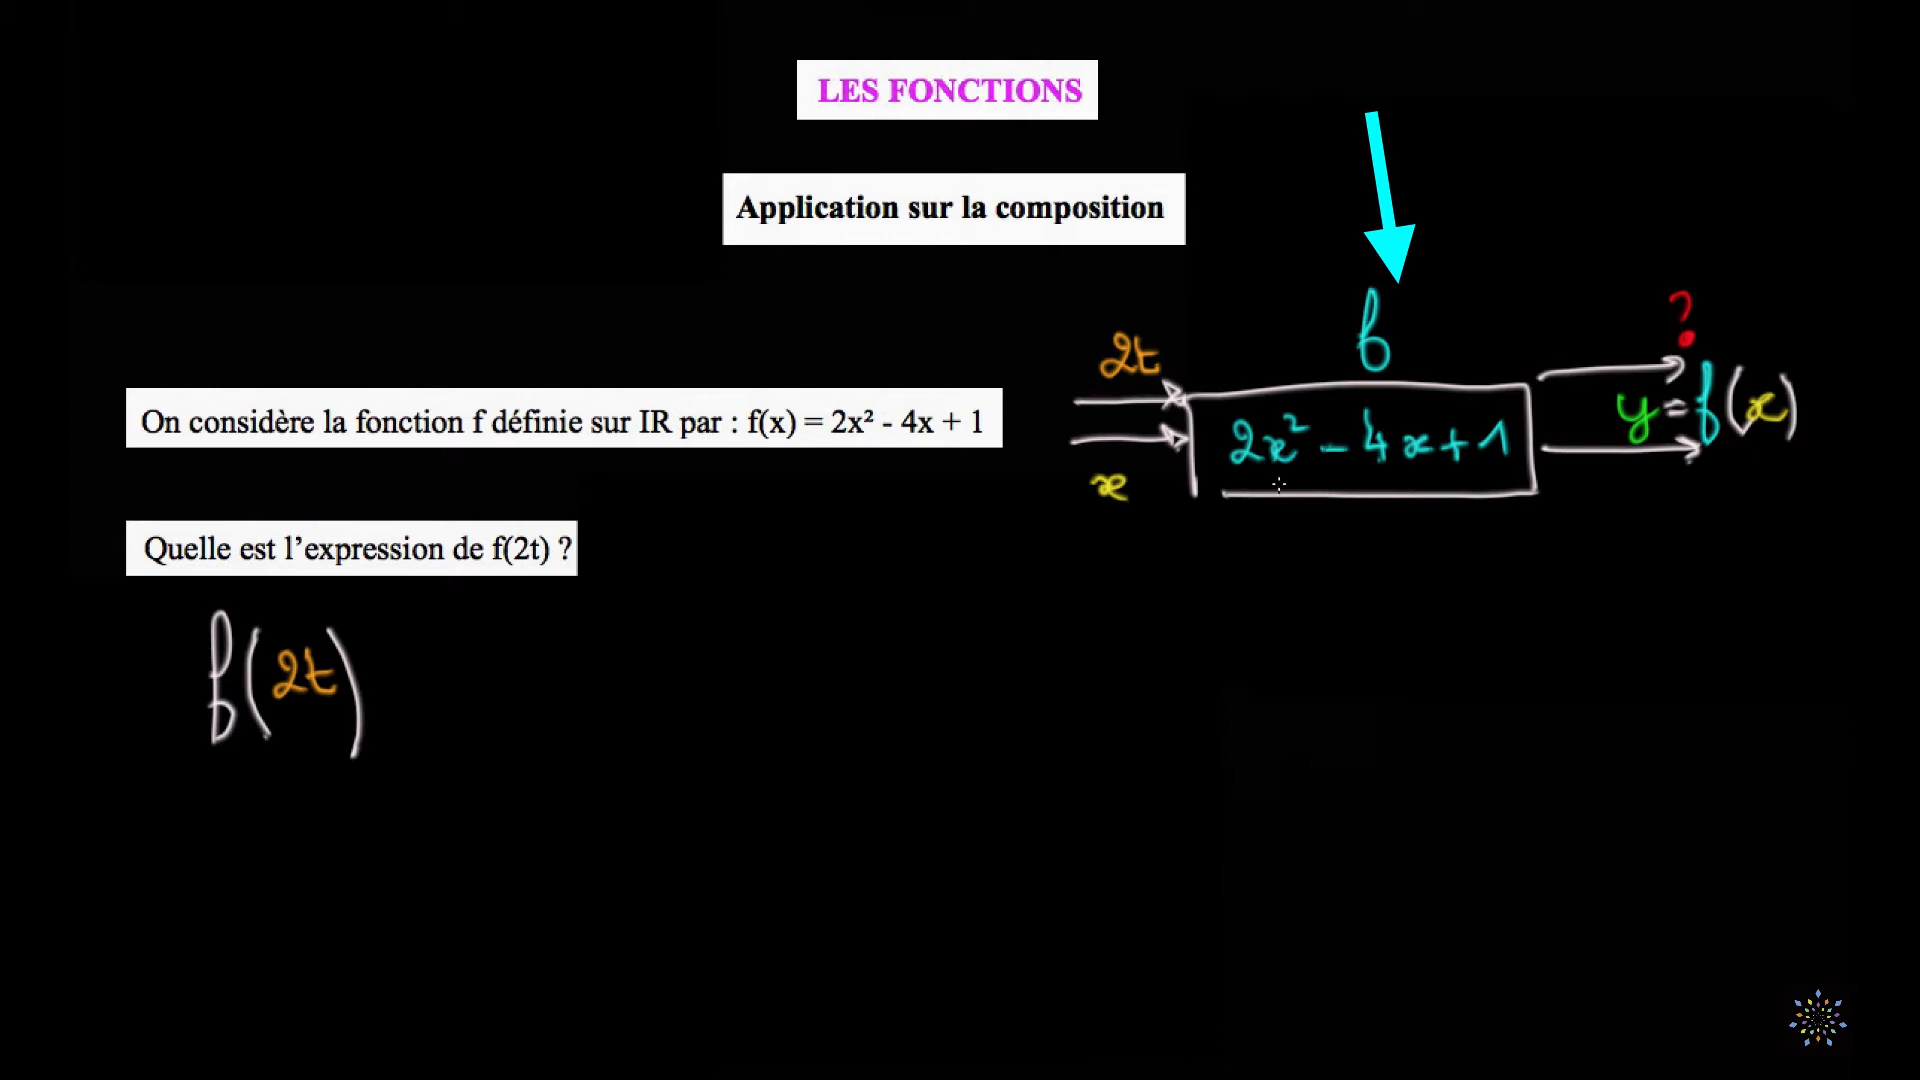 LES FONCTIONS
Application sur la composition
On considère la fonction f définie sur IR par : f(x) = 2x² - 4x + 1
Quelle est l’expression de f(2t) ?
f(2t)
f
2t
?
y = f(x)
2x² - 4x + 1
x